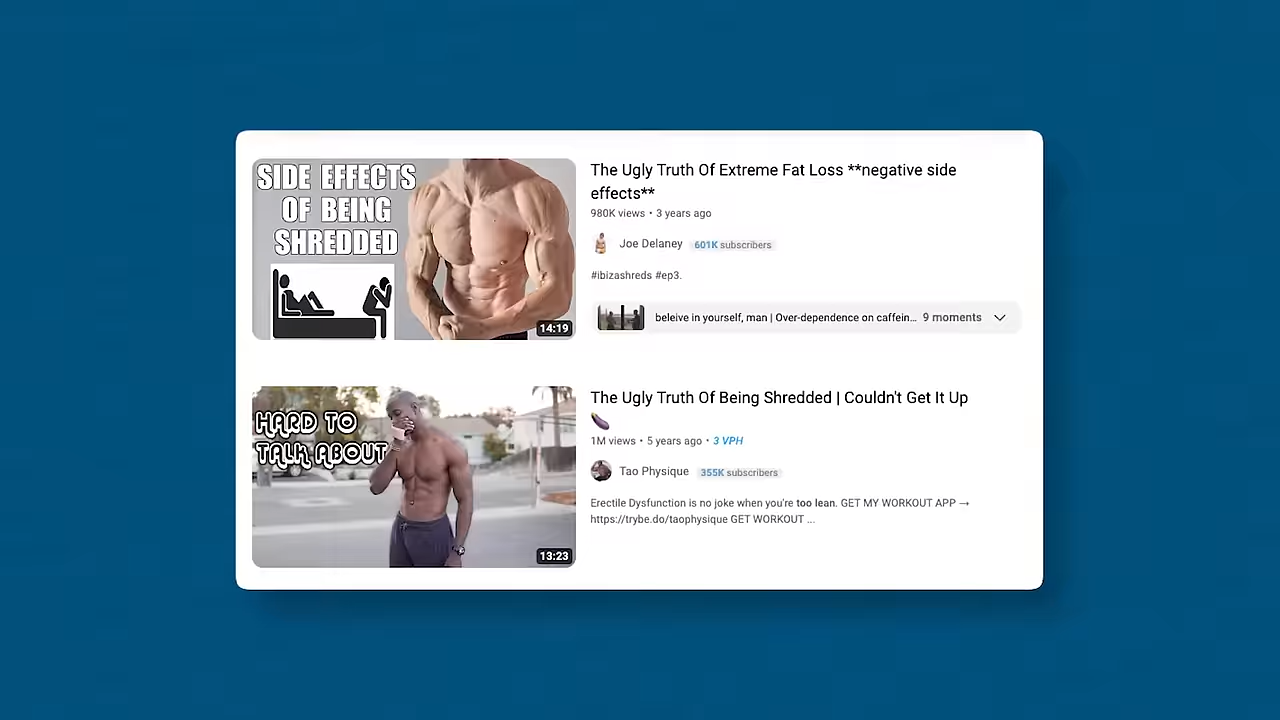 SIDE EFFECTS
OF BEING
SHREDDED
14:19
The Ugly Truth Of Extreme Fat Loss **negative side
effects**
980K views • 3 years ago
Joe Delaney 601K subscribers
#ibizashreds #ep3.
beleive in yourself, man | Over-dependence on caffein... 9 moments
HARD TO
TALK ABOUT
13:23
The Ugly Truth Of Being Shredded | Couldn't Get It Up
🍆
1M views • 5 years ago • 3 VPH
Tao Physique 355K subscribers
Erectile Dysfunction is no joke when you're too lean. GET MY WORKOUT APP →
https://trybe.do/taophysique GET WORKOUT ...